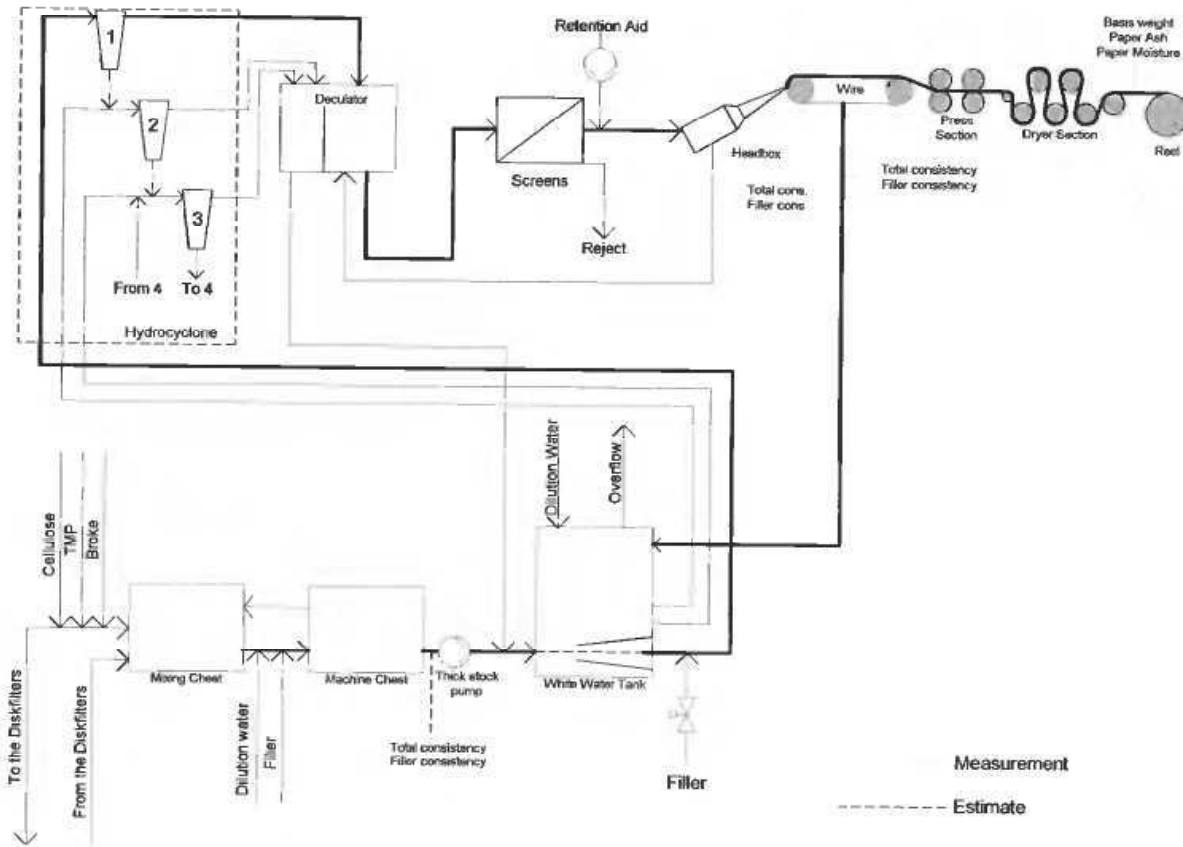 1
2
3
From 4
To 4
Hydrocyclone
Deculator
Retention Aid
Screens
Reject
Headbox
Total cons.
Filler cons
Wire
Press
Section
Total consistency
Filler consistency
Dryer Section
Basis weight
Paper Ash
Paper Moisture
Reel
Cellulose
TMP
Broke
To the Diskfilters
From the Diskfilters
Mixing Chest
Dilution water
Filler
Machine Chest
Total consistency
Filler consistency
Thick stock
pump
Dilution Water
Overflow
White Water Tank
Filler
Measurement
Estimate